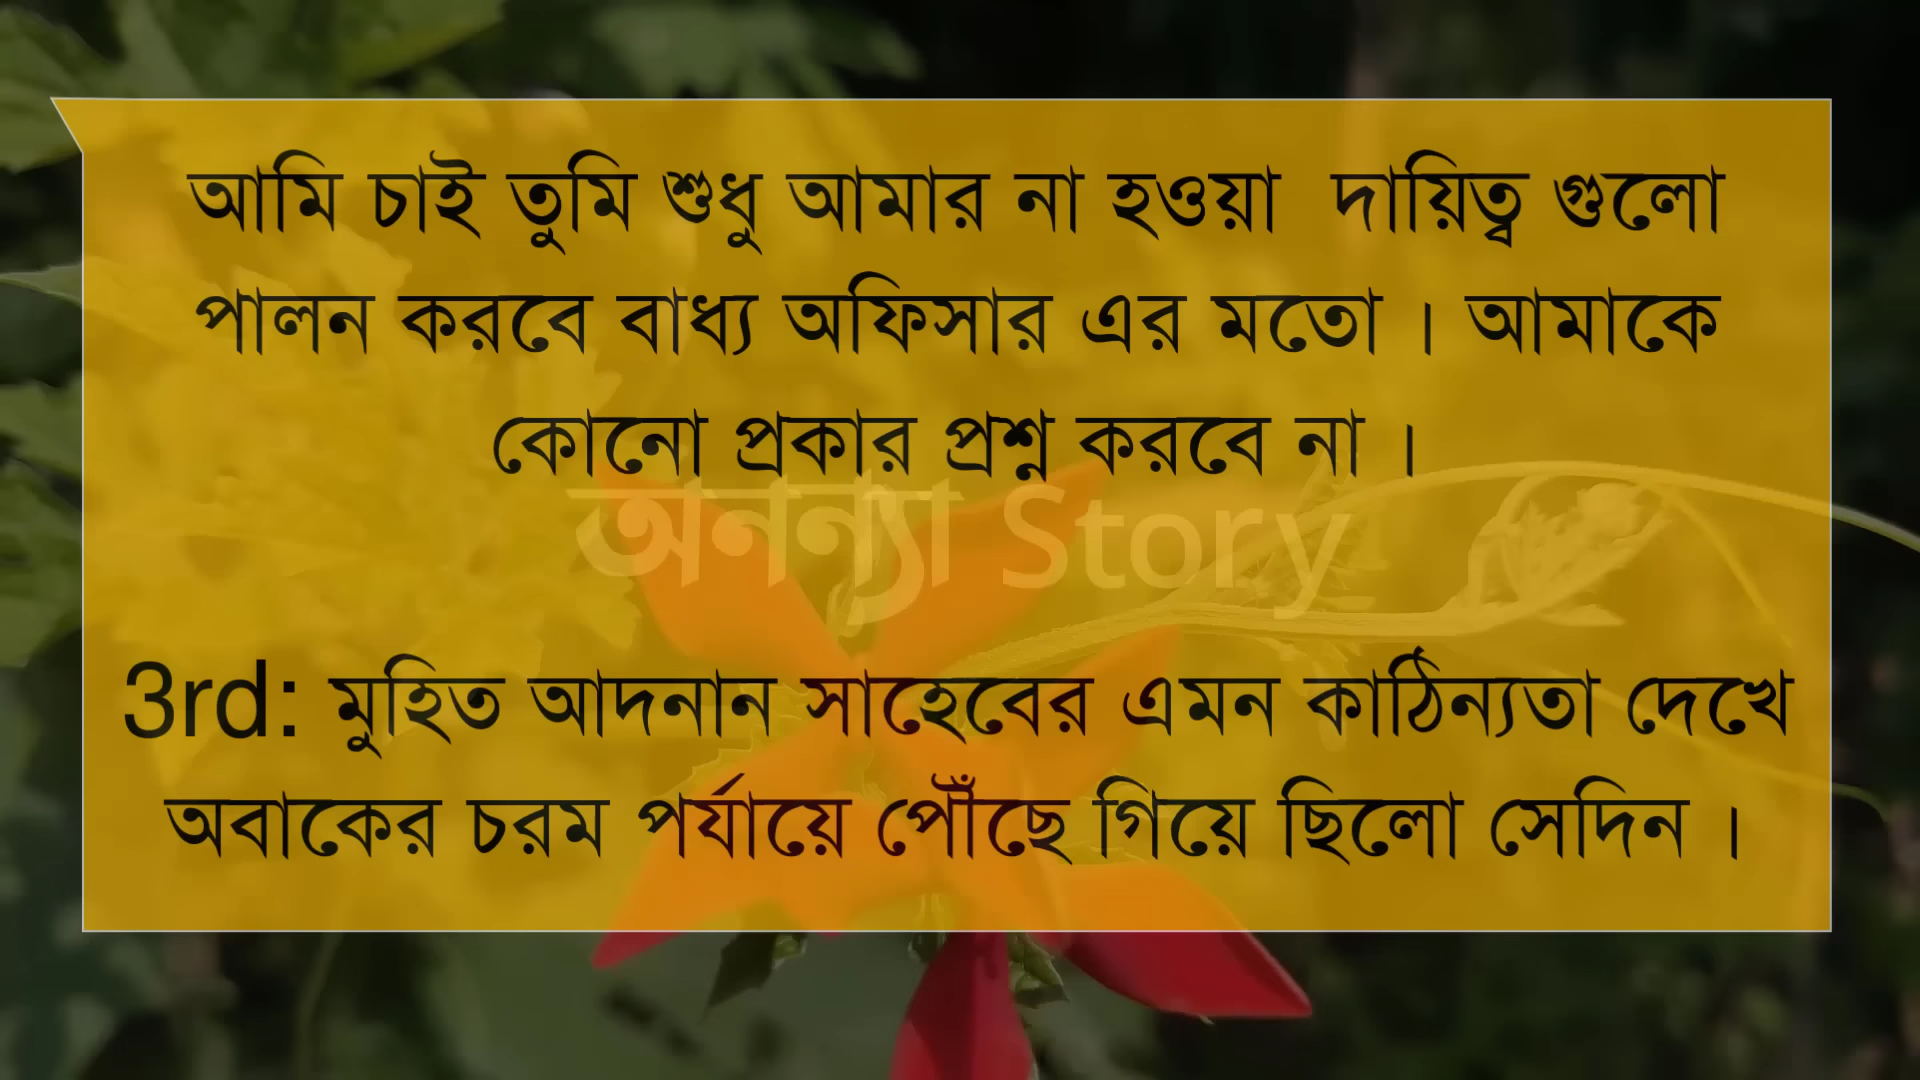 আমি চাই তুমি শুধু আমার না হওয়া দায়িত্ব গুলো
পালন করবে বাধ্য অফিসার এর মতো । আমাকে
কোনো প্রকার প্রশ্ন করবে না ।
অনন্যা Story
3rd: মুহিত আদনান সাহেবের এমন কাঠিন্যতা দেখে
অবাকের চরম পর্যায়ে পৌঁছে গিয়ে ছিলো সেদিন ।